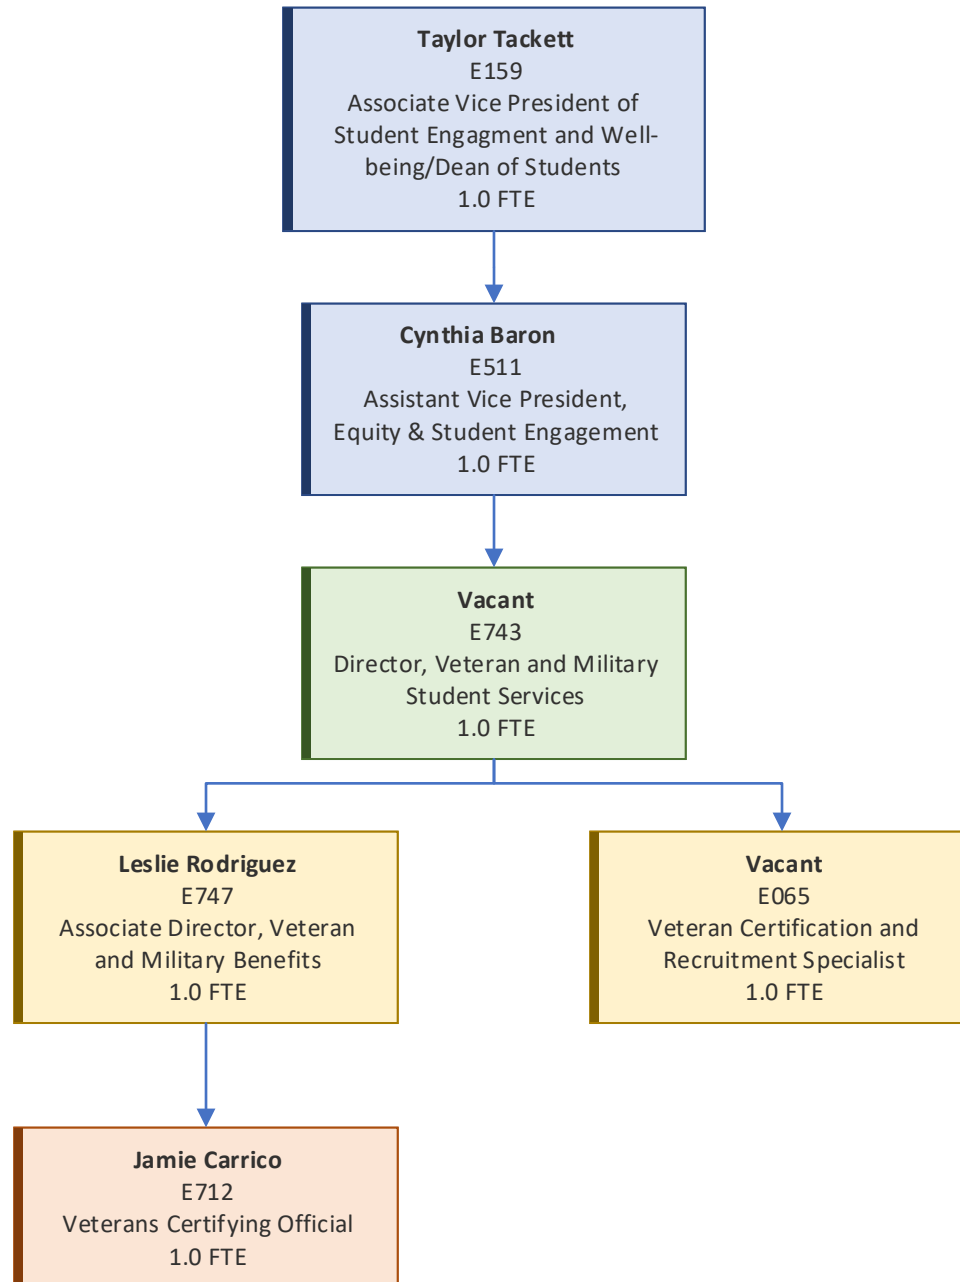 Taylor Tackett
E159
Associate Vice President of
Student Engagment and Well-
being/Dean of Students
1.0 FTE
Cynthia Baron
E511
Assistant Vice President,
Equity & Student Engagement
1.0 FTE
Vacant
E743
Director, Veteran and Military
Student Services
1.0 FTE
Leslie Rodriguez
E747
Associate Director, Veteran
and Military Benefits
1.0 FTE
Vacant
E065
Veteran Certification and
Recruitment Specialist
1.0 FTE
Jamie Carrico
E712
Veterans Certifying Official
1.0 FTE